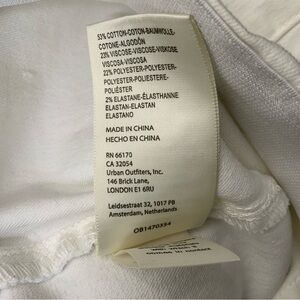 53% COTTON-COTON-BAUMWOLLE-
COTONE-ALGODÓN
23% VISCOSE-VISCOSE-VISKOSE
VISCOSA-VISCOSA
22% POLYESTER-POLYESTER-
POLYESTER-POLIESTERE-
POLIÉSTER
2% ELASTANE-ÉLASTHANNE
ELASTAN-ELASTAN
ELASTANO
MADE IN CHINA
HECHO EN CHINA
RN 66170
CA 32054
Urban Outfitters, Inc.
146 Brick Lane,
LONDON E1 6RU
Leidsestraat 32, 1017 PB
Amsterdam, Netherlands
OB1470354